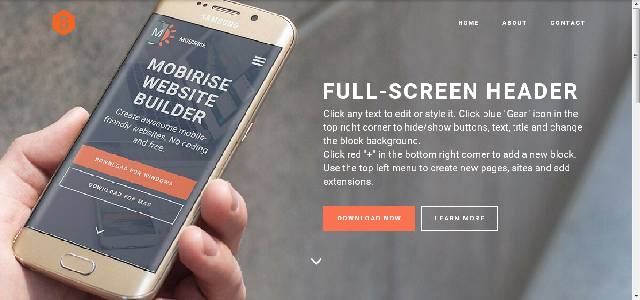 HOME ABOUT CONTACT
SAMSUNG
M MOBIRISE
MOBIRISE
WEBSITE
BUILDER
Create awesome mobile-
friendly websites. No coding
and free.
DOWNLOAD FOR WINDOWS
DOWNLOAD FOR MAC
FULL-SCREEN HEADER
Click any text to edit or style it. Click blue "Gear" icon in the
top right corner to hide/show buttons, text, title and change
the block background.
Click red "+" in the bottom right corner to add a new block.
Use the top left menu to create new pages, sites and add
extensions.
DOWNLOAD NOW LEARN MORE